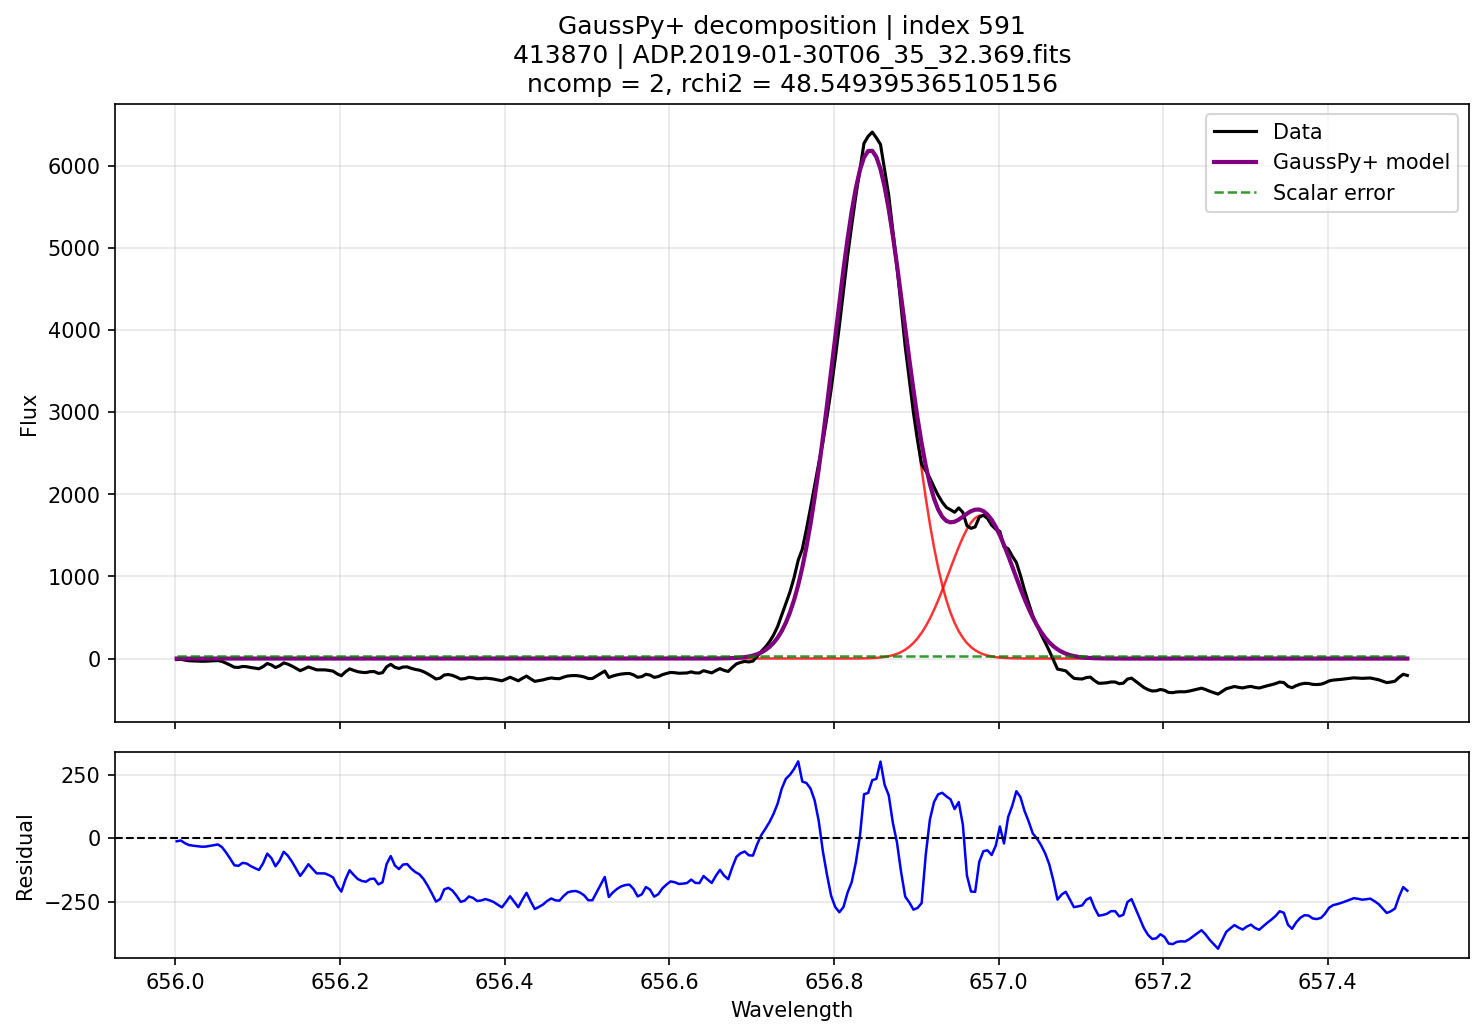 GaussPy+ decomposition | index 591
413870 | ADP.2019-01-30T06_35_32.369.fits
ncomp = 2, rchi2 = 48.549395365105156
Data
GaussPy+ model
Scalar error
Flux
6000
5000
4000
3000
2000
1000
0
Residual
250
0
−250
656.0
656.2
656.4
656.6
656.8
657.0
657.2
657.4
Wavelength